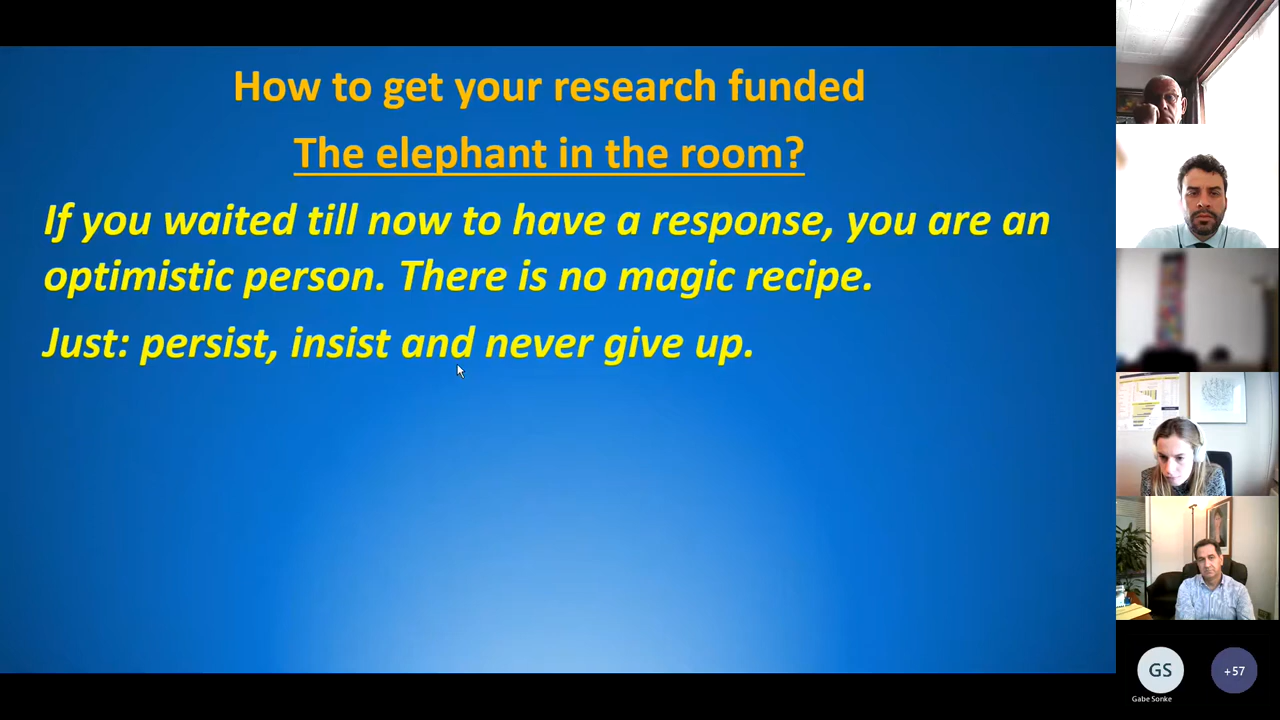 How to get your research funded
The elephant in the room?
If you waited till now to have a response, you are an
optimistic person. There is no magic recipe.
Just: persist, insist and never give up.
GS
+57
Gabe Sonke